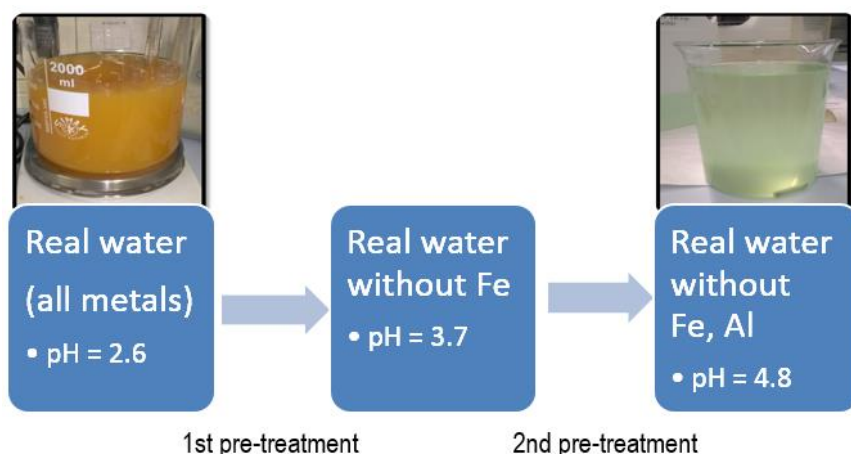 2000
ml
SIMAX
Real water
(all metals)
• pH = 2.6
Real water
without Fe
• pH = 3.7
Real water
without
Fe, Al
• pH = 4.8
1st pre-treatment
2nd pre-treatment